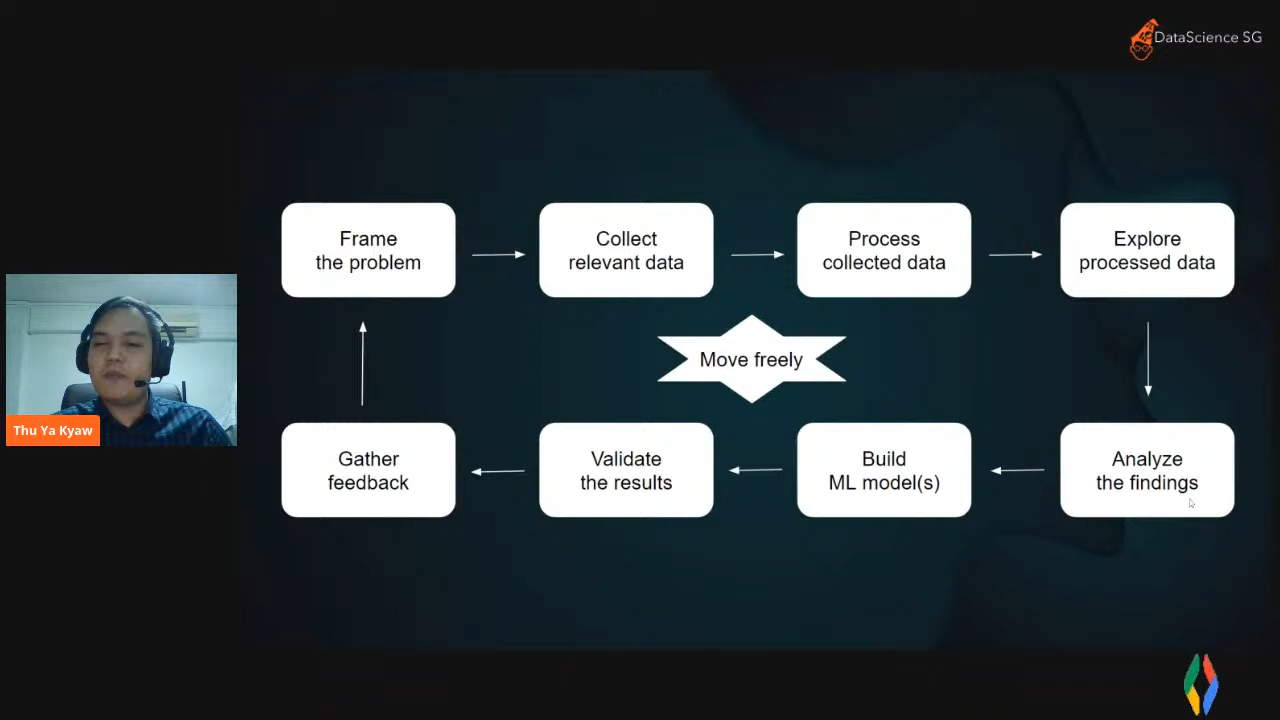 DataScience SG
Frame
the problem
Collect
relevant data
Process
collected data
Explore
processed data
Move freely
Thu Ya Kyaw
Gather
feedback
Validate
the results
Build
ML model(s)
Analyze
the findings